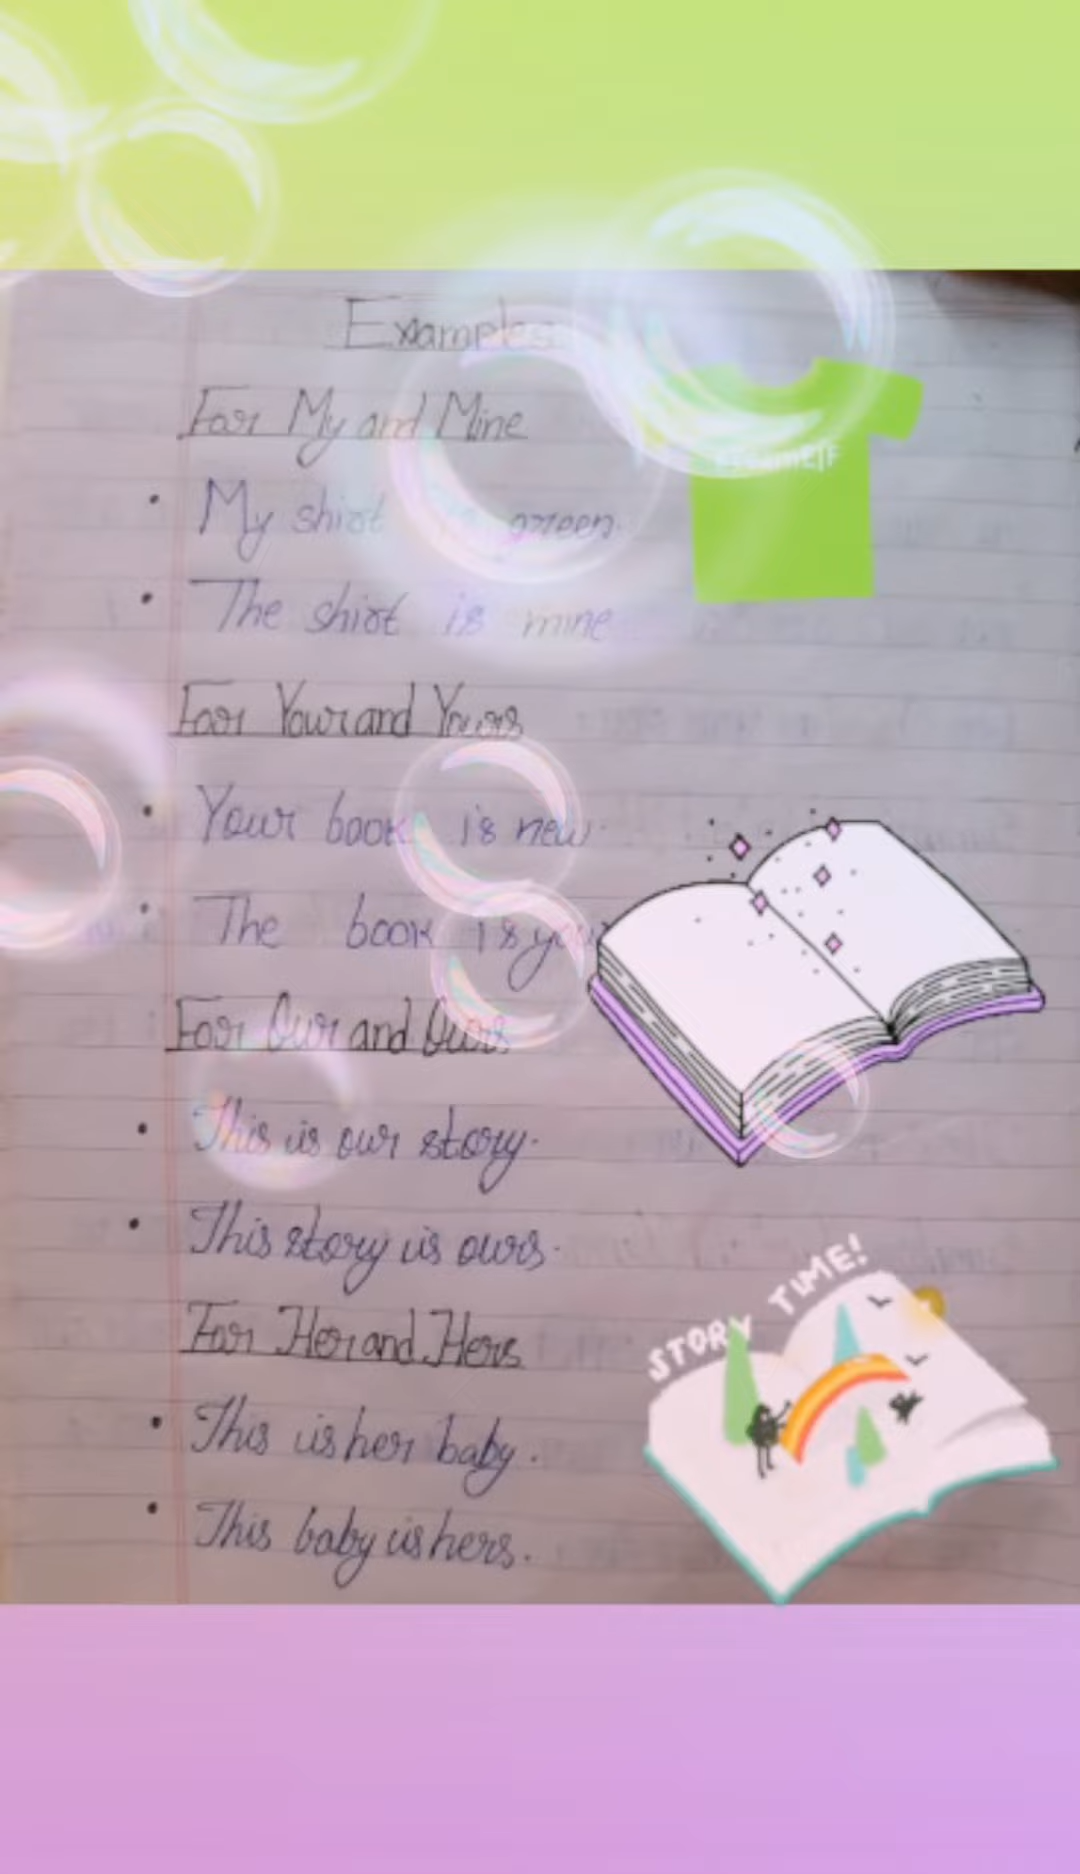 Examples
For My and Mine
• My shirt is green.
• The shirt is mine
For Your and Yours
• Your book is new.
• The book is
For Our and Ours
• This is our story.
• This story is ours.
STORY TIME!
For Her and Hers
• This is her baby.
• This baby is hers.